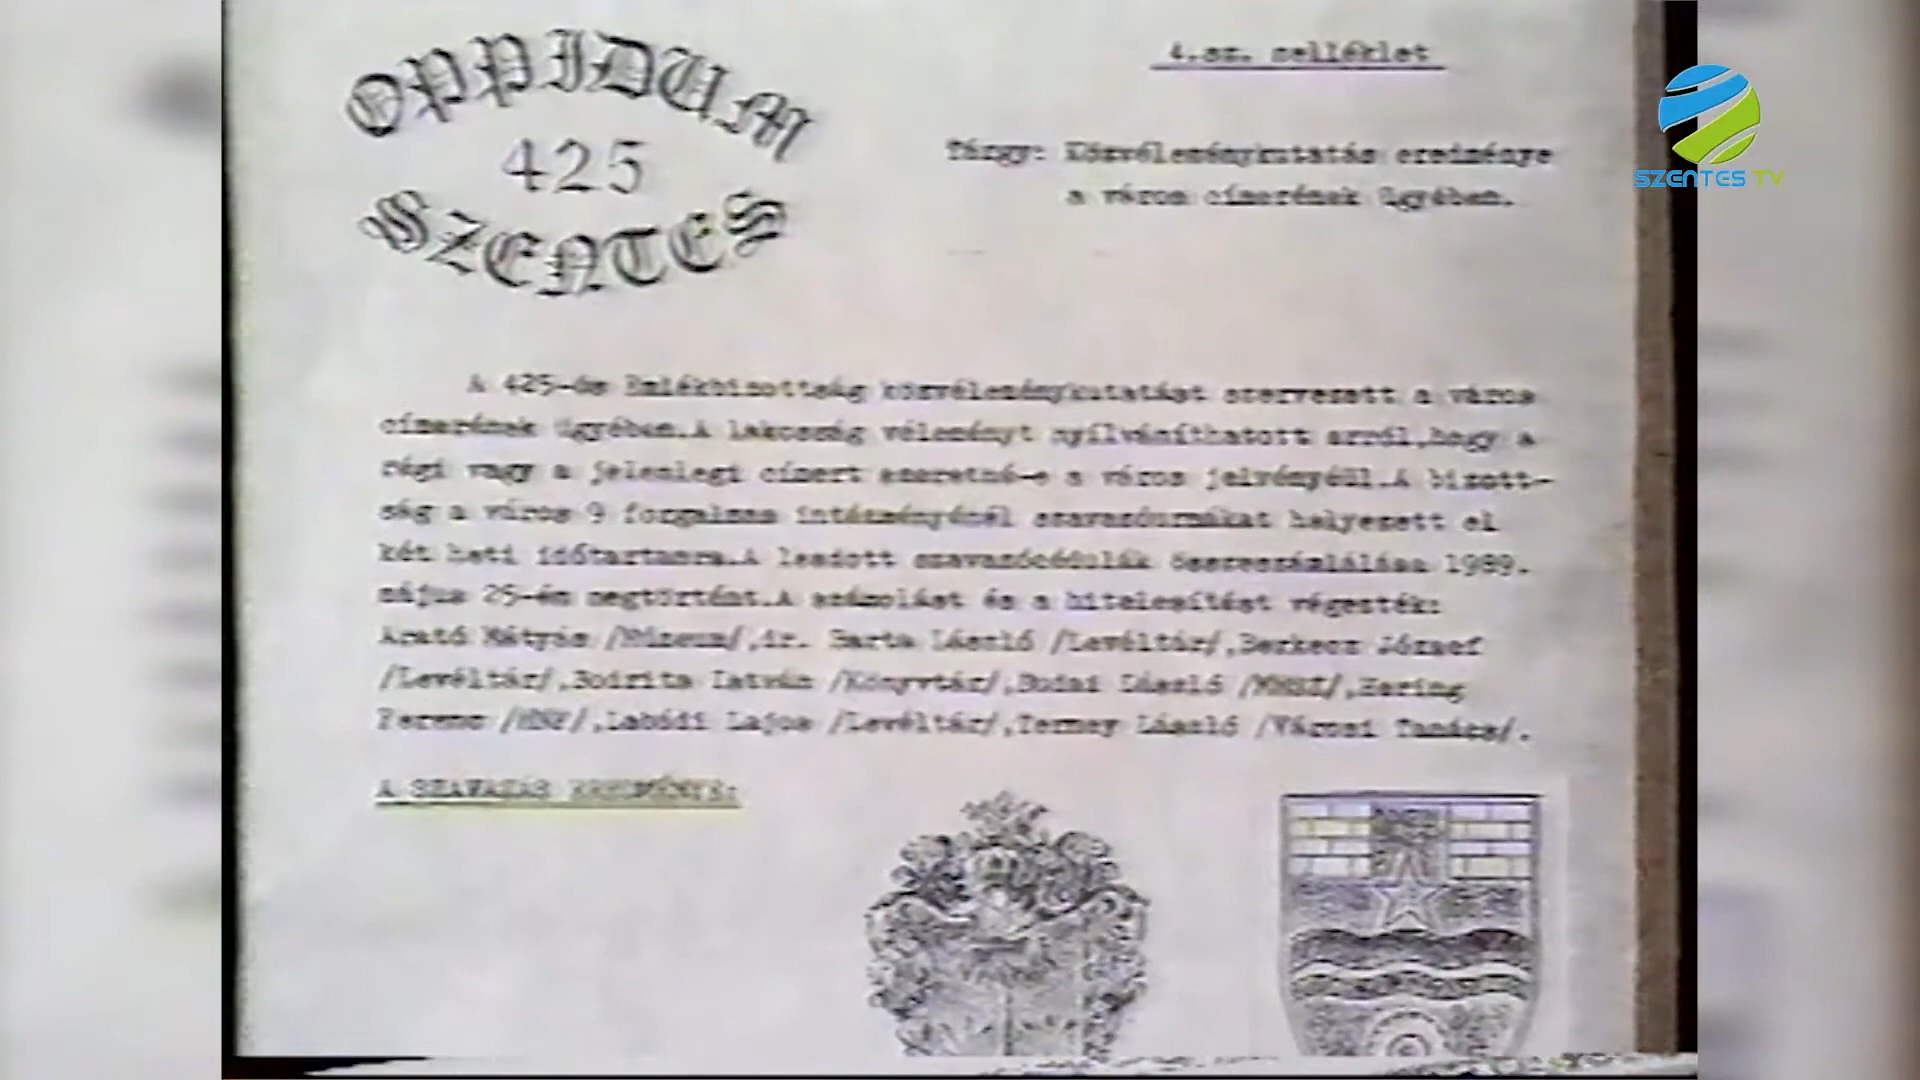 OPPIDUM
425
SZENTES
4.sz. melléklet
Tárgy: Közvéleménykutatás eredménye
a város címerének ügyében.
SZENTES TV
A 425-ös Emlékbizottság közvéleménykutatást szervezett a város
címerének ügyében.A lakosság véleményt nyílváníthatott arról,hogy a
régi vagy a jelenlegi címert szeretné-e a város jelvényéül.A bizott-
ság a város 9 forgalmas intézményénél szavazóurnákat helyezett el
két heti időtartamra.A leadott szavazócédulák összeszámlálása 1989.
május 25-én megtörtént.A számolást és a hitelesítést végezték:
Arató Mátyás /Múzeum/,dr. Barta László /Levéltár/,Berkecz József
/Levéltár/,Bodrits István /Könyvtár/,Budai László /MHSZ/,Hering
Ferenc /HNF/,Labádi Lajos /Levéltár/,Terney László /Városi Tanács/.
A SZAVAZÁS EREDMÉNYE: